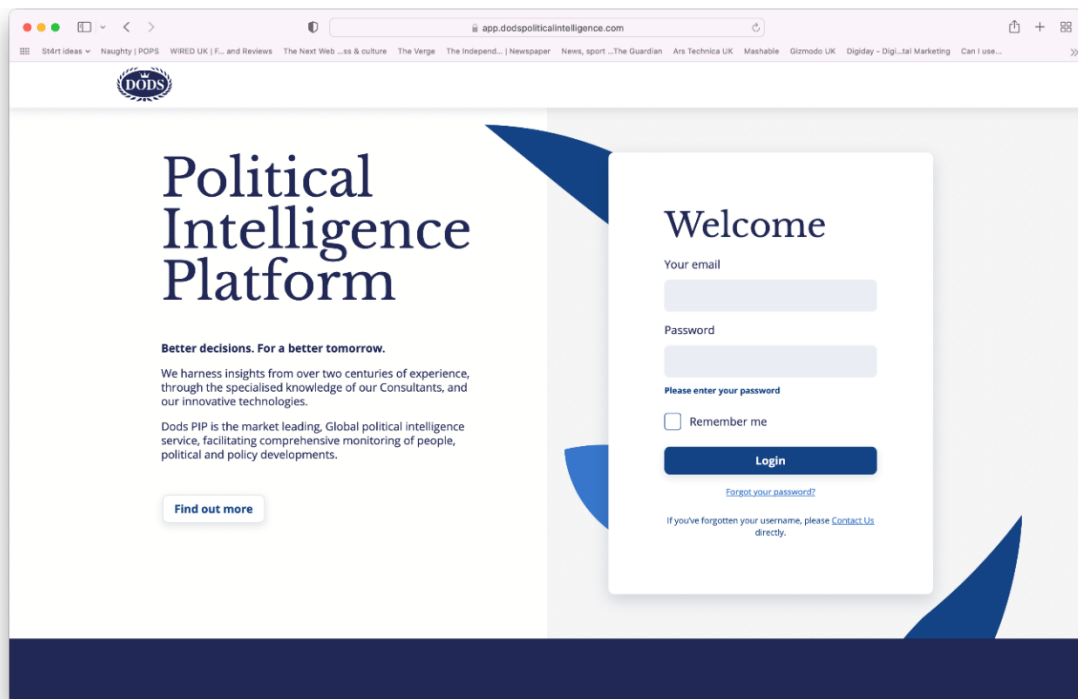 app.dodspoliticalintelligence.com
St4rt ideas Naughty | POPS WIRED UK | F... and Reviews The Next Web ...ss & culture The Verge The Independ... | Newspaper News, sport ...The Guardian Ars Technica UK Mashable Gizmodo UK Digiday – Digi...tal Marketing Can I use...
DODS
Political
Intelligence
Platform
Better decisions. For a better tomorrow.
We harness insights from over two centuries of experience,
through the specialised knowledge of our Consultants, and
our innovative technologies.
Dods PIP is the market leading, Global political intelligence
service, facilitating comprehensive monitoring of people,
political and policy developments.
Find out more
Welcome
Your email
Password
Please enter your password
Remember me
Login
Forgot your password?
If you've forgotten your username, please Contact Us
directly.